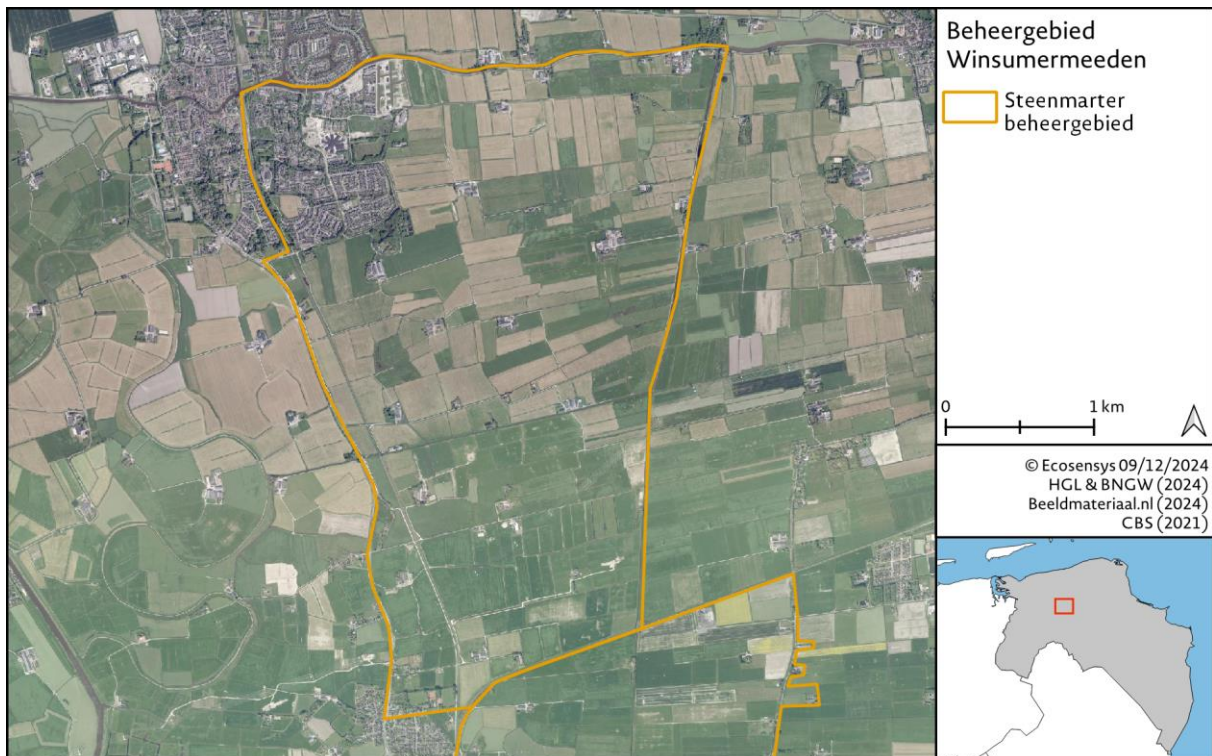 Beheergebied
Winsumermeeden
Steenmarter
beheergebied
0 1 km
© Ecosensys 09/12/2024
HGL & BNGW (2024)
Beeldmateriaal.nl (2024)
CBS (2021)